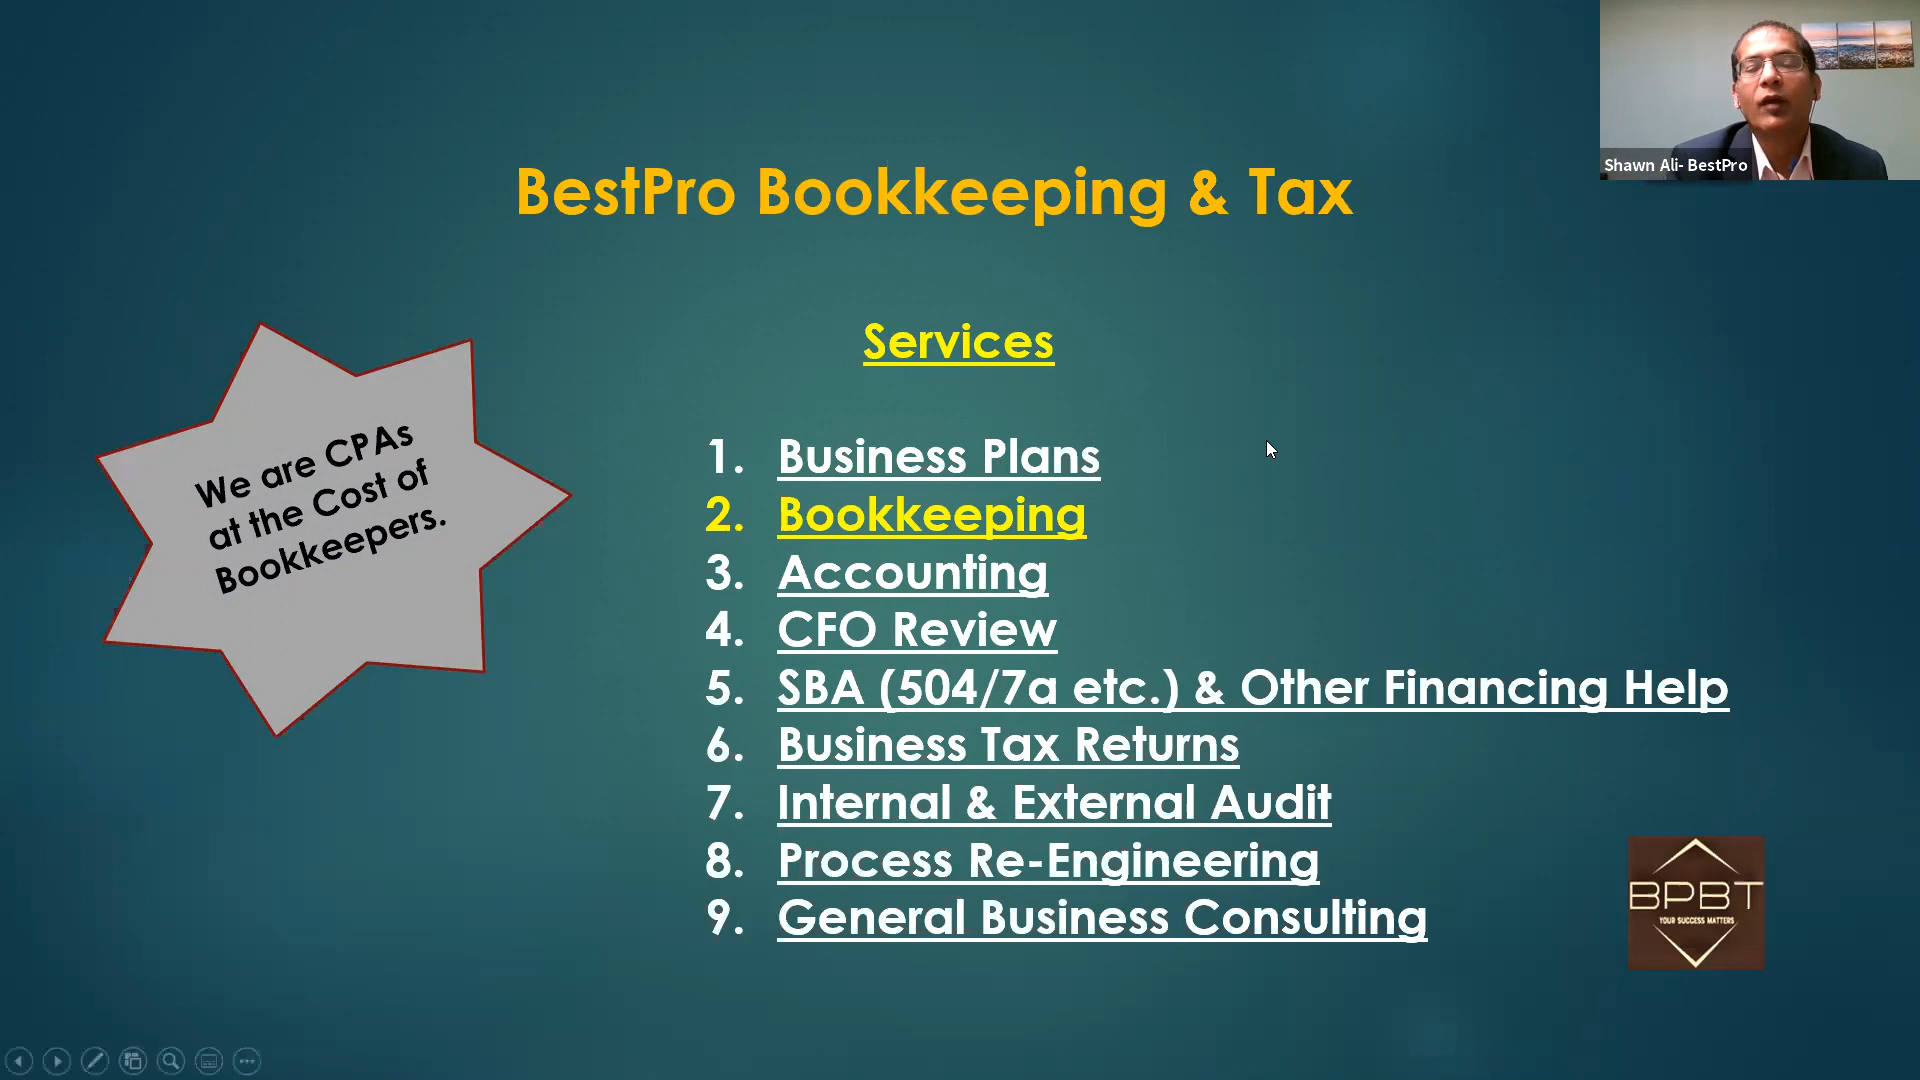 Shawn Ali- BestPro
BestPro Bookkeeping & Tax
Services
We are CPAs
at the Cost of
Bookkeepers.
1. Business Plans
2. Bookkeeping
3. Accounting
4. CFO Review
5. SBA (504/7a etc.) & Other Financing Help
6. Business Tax Returns
7. Internal & External Audit
8. Process Re-Engineering
9. General Business Consulting
BPBT
YOUR SUCCESS MATTERS